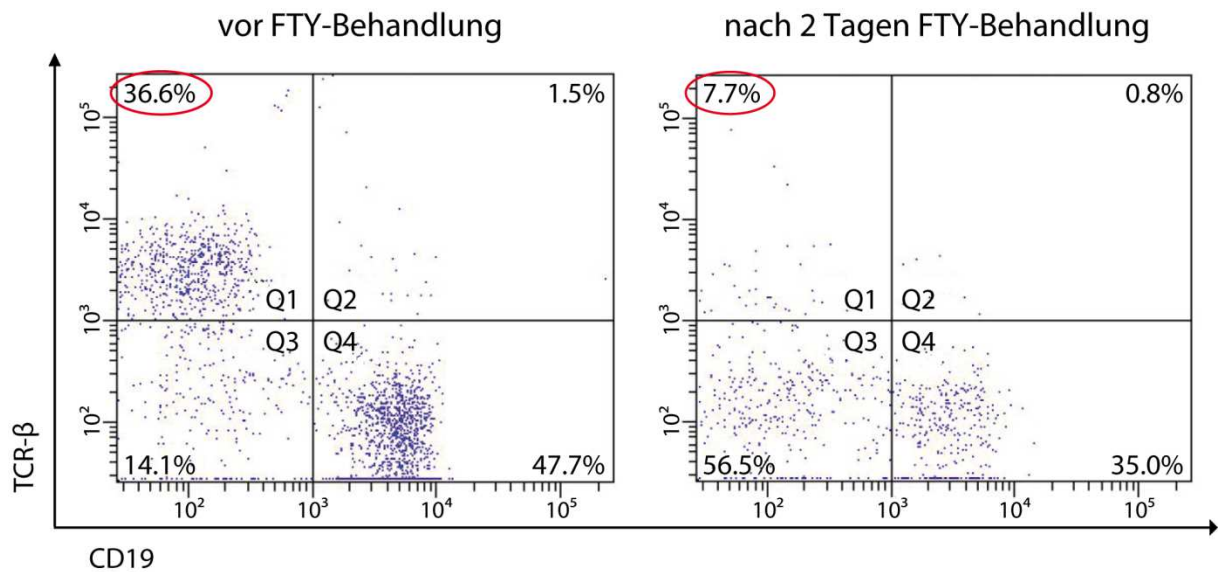 vor FTY-Behandlung
nach 2 Tagen FTY-Behandlung
36.6%
1.5%
10⁵
10⁴
10³
10²
Q1
Q2
Q3
Q4
14.1%
47.7%
10²
10³
10⁴
10⁵
7.7%
0.8%
10⁵
10⁴
10³
10²
Q1
Q2
Q3
Q4
56.5%
35.0%
10²
10³
10⁴
10⁵
TCR-β
CD19